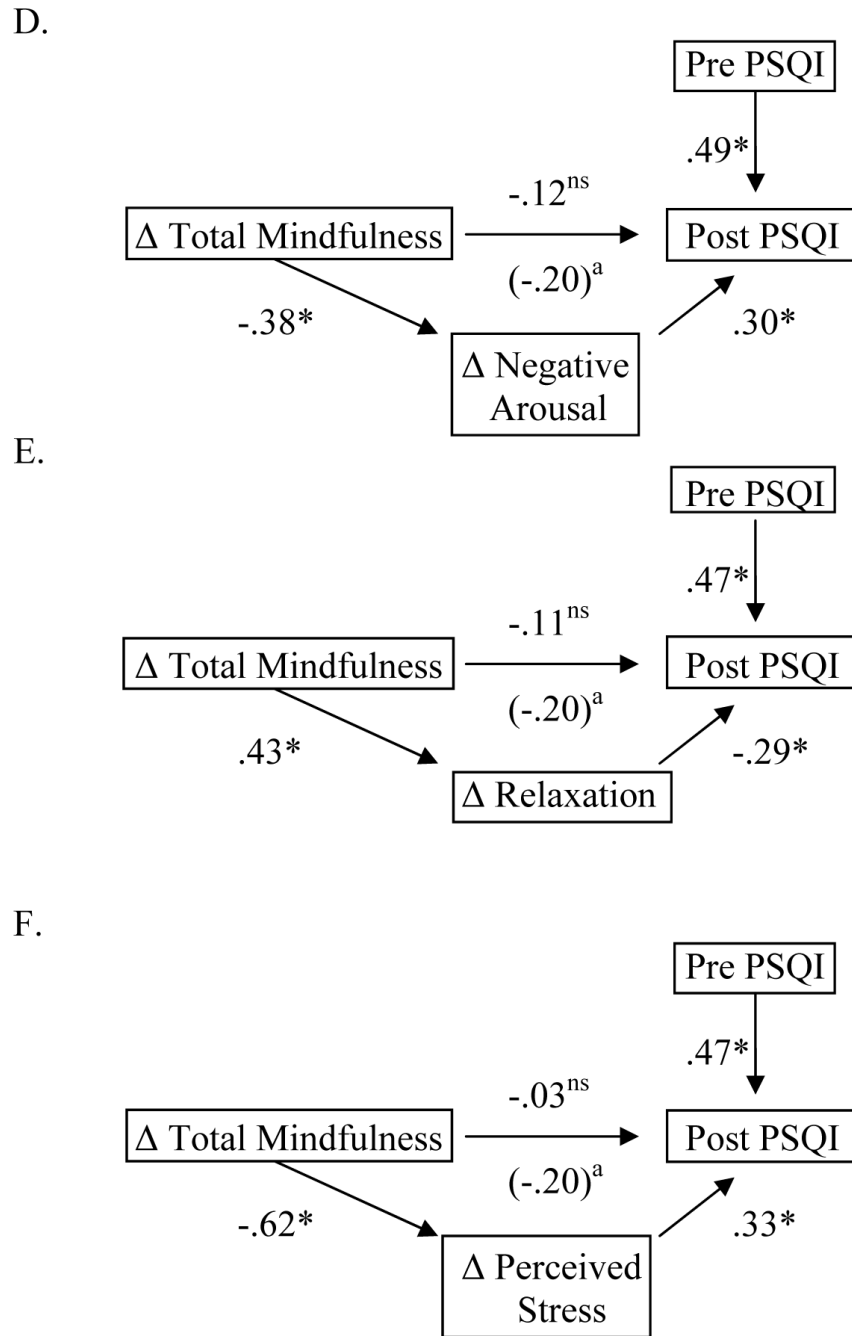 D.
Pre PSQI
.49*
-.12ns
Δ Total Mindfulness
Post PSQI
(-.20)a
-.38*
.30*
Δ Negative
Arousal
E.
Pre PSQI
.47*
-.11ns
Δ Total Mindfulness
Post PSQI
(-.20)a
.43*
-.29*
Δ Relaxation
F.
Pre PSQI
.47*
-.03ns
Δ Total Mindfulness
Post PSQI
(-.20)a
-.62*
.33*
Δ Perceived
Stress